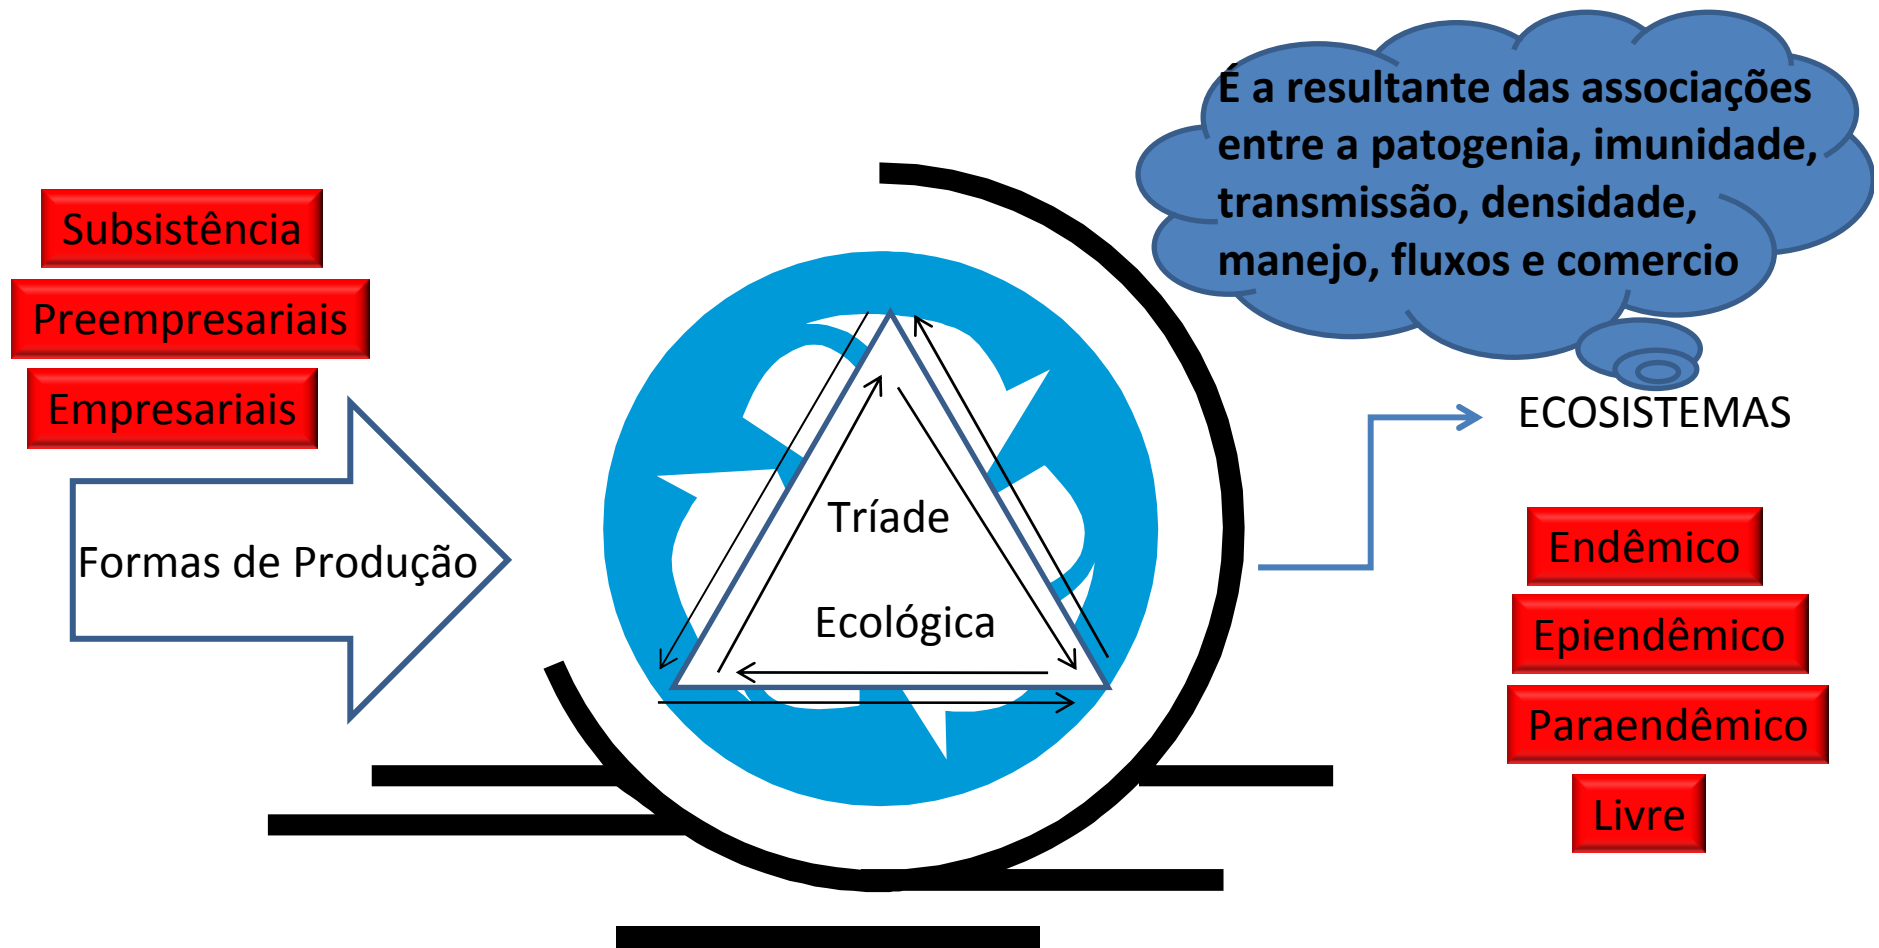 Subsistência
Preempresariais
Empresariais
Formas de Produção
Tríade
Ecológica
É a resultante das associações
entre a patogenia, imunidade,
transmissão, densidade,
manejo, fluxos e comercio
ECOSISTEMAS
Endêmico
Epiendêmico
Paraendêmico
Livre